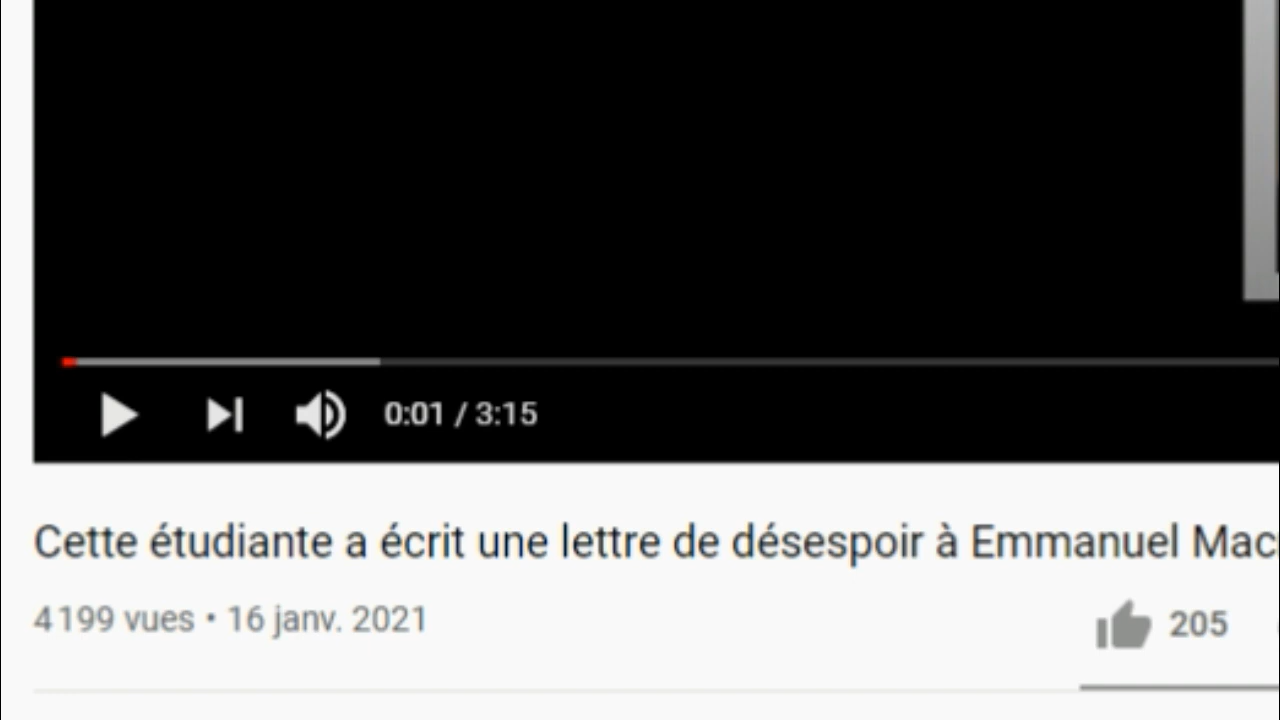 0:01 / 3:15
Cette étudiante a écrit une lettre de désespoir à Emmanuel Mac
4 199 vues • 16 janv. 2021
205